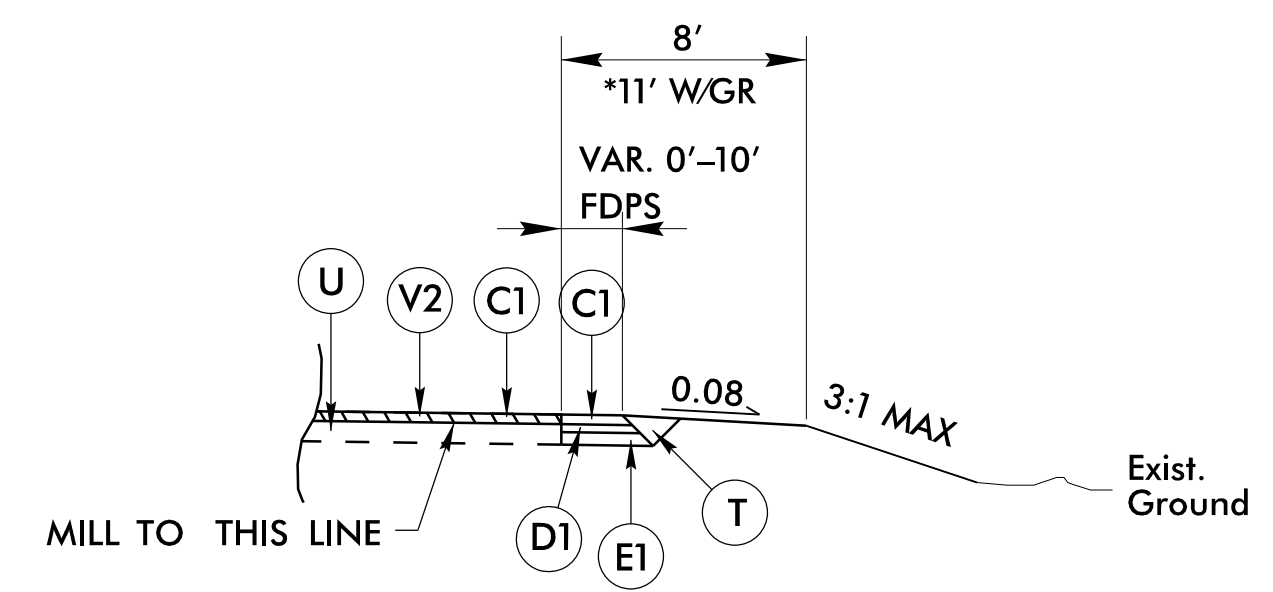 8′
*11′ W/GR
VAR. 0′–10′
FDPS
U
V2
C1
C1
0.08
3:1 MAX
Exist.
Ground
MILL TO THIS LINE
D1
E1
T